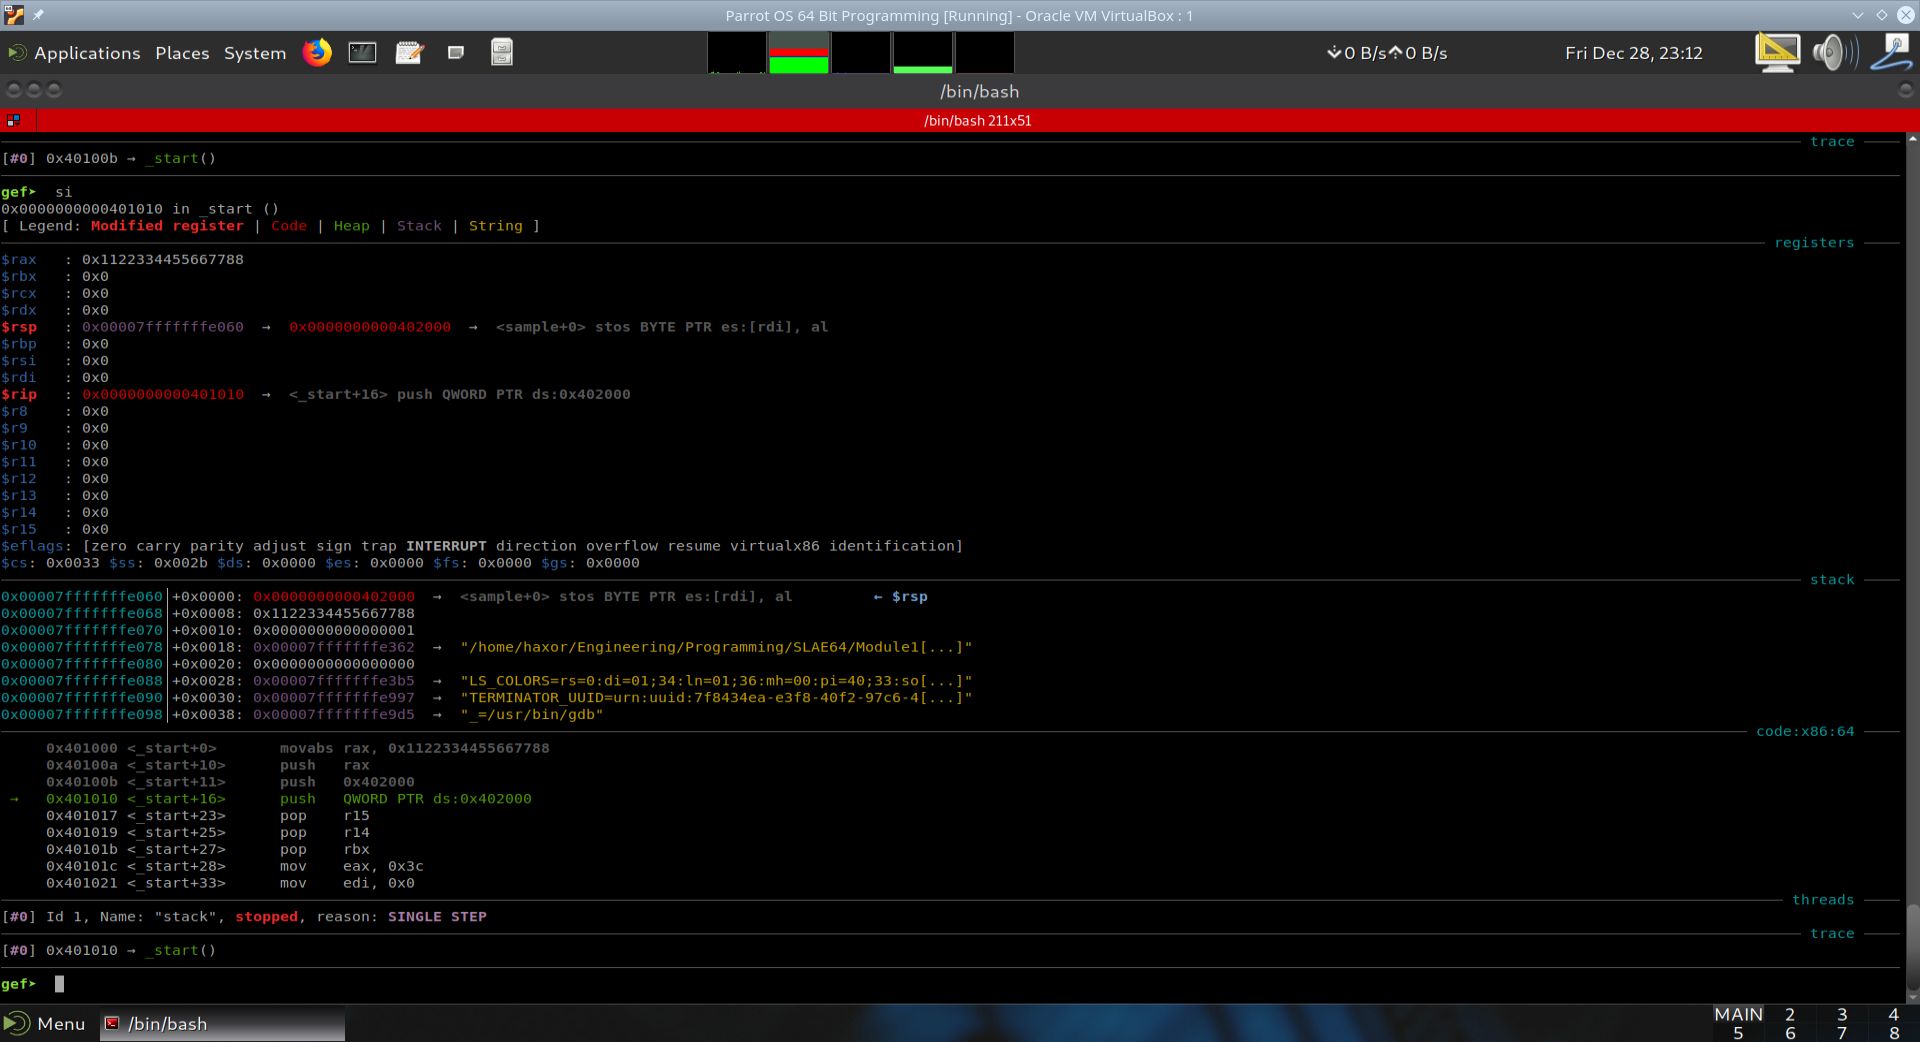 Parrot OS 64 Bit Programming [Running] - Oracle VM VirtualBox : 1
Applications Places System 0 B/s 0 B/s Fri Dec 28, 23:12
/bin/bash
/bin/bash 211x51
trace
[#0] 0x40100b → _start()
gef➤ si
0x0000000000401010 in _start ()
[ Legend: Modified register | Code | Heap | Stack | String ]
registers
$rax : 0x1122334455667788
$rbx : 0x0
$rcx : 0x0
$rdx : 0x0
$rsp : 0x00007fffffffe060 → 0x0000000000402000 → <sample+0> stos BYTE PTR es:[rdi], al
$rbp : 0x0
$rsi : 0x0
$rdi : 0x0
$rip : 0x0000000000401010 → <_start+16> push QWORD PTR ds:0x402000
$r8 : 0x0
$r9 : 0x0
$r10 : 0x0
$r11 : 0x0
$r12 : 0x0
$r13 : 0x0
$r14 : 0x0
$r15 : 0x0
$eflags: [zero carry parity adjust sign trap INTERRUPT direction overflow resume virtualx86 identification]
$cs: 0x0033 $ss: 0x002b $ds: 0x0000 $es: 0x0000 $fs: 0x0000 $gs: 0x0000
stack
0x00007fffffffe060│+0x0000: 0x0000000000402000 → <sample+0> stos BYTE PTR es:[rdi], al ← $rsp
0x00007fffffffe068│+0x0008: 0x1122334455667788
0x00007fffffffe070│+0x0010: 0x0000000000000001
0x00007fffffffe078│+0x0018: 0x00007fffffffe362 → "/home/haxor/Engineering/Programming/SLAE64/Module1[...]"
0x00007fffffffe080│+0x0020: 0x0000000000000000
0x00007fffffffe088│+0x0028: 0x00007fffffffe3b5 → "LS_COLORS=rs=0:di=01;34:ln=01;36:mh=00:pi=40;33:so[...]"
0x00007fffffffe090│+0x0030: 0x00007fffffffe997 → "TERMINATOR_UUID=urn:uuid:7f8434ea-e3f8-40f2-97c6-4[...]"
0x00007fffffffe098│+0x0038: 0x00007fffffffe9d5 → "_=/usr/bin/gdb"
code:x86:64
0x401000 <_start+0> movabs rax, 0x1122334455667788
0x40100a <_start+10> push rax
0x40100b <_start+11> push 0x402000
→ 0x401010 <_start+16> push QWORD PTR ds:0x402000
0x401017 <_start+23> pop r15
0x401019 <_start+25> pop r14
0x40101b <_start+27> pop rbx
0x40101c <_start+28> mov eax, 0x3c
0x401021 <_start+33> mov edi, 0x0
threads
[#0] Id 1, Name: "stack", stopped, reason: SINGLE STEP
trace
[#0] 0x401010 → _start()
gef➤
Menu /bin/bash MAIN 2 3 4
5 6 7 8